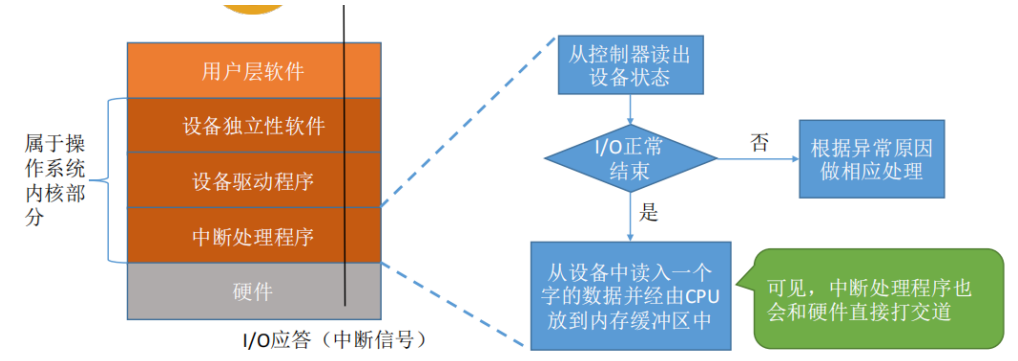 用户层软件
设备独立性软件
设备驱动程序
中断处理程序
硬件
属于操
作系统
内核部
分
I/O应答（中断信号）
从控制器读出
设备状态
I/O正常
结束
否
根据异常原因
做相应处理
是
从设备中读入一个
字的数据并经由CPU
放到内存缓冲区中
可见，中断处理程序也
会和硬件直接打交道